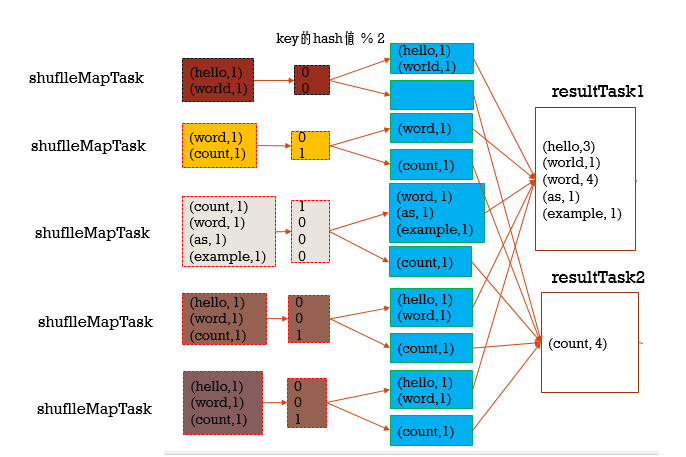 key的hash值 % 2
shuflleMapTask
(hello,1)
(world,1)
0
0
(hello,1)
(world,1)
resultTask1
shuflleMapTask
(word,1)
(count,1)
0
1
(word,1)
(count,1)
(hello,3)
(world,1)
(word, 4)
(as, 1)
(example, 1)
shuflleMapTask
(count, 1)
(word, 1)
(as, 1)
(example,1)
1
0
0
0
(word, 1)
(as, 1)
(example,1)
(count,1)
resultTask2
shuflleMapTask
(hello, 1)
(word,1)
(count,1)
0
0
1
(hello, 1)
(word,1)
(count,1)
(count, 4)
shuflleMapTask
(hello,1)
(word,1)
(count,1)
0
0
1
(hello, 1)
(word,1)
(count,1)